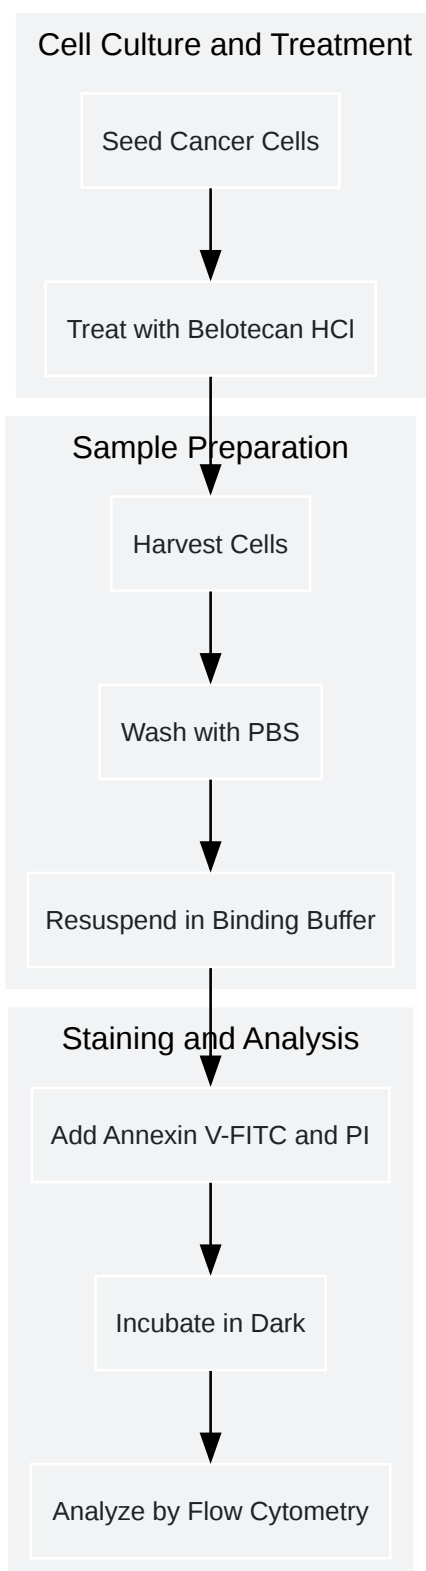 Cell Culture and Treatment
Seed Cancer Cells
Treat with Belotecan HCl
Sample Preparation
Harvest Cells
Wash with PBS
Resuspend in Binding Buffer
Staining and Analysis
Add Annexin V-FITC and PI
Incubate in Dark
Analyze by Flow Cytometry